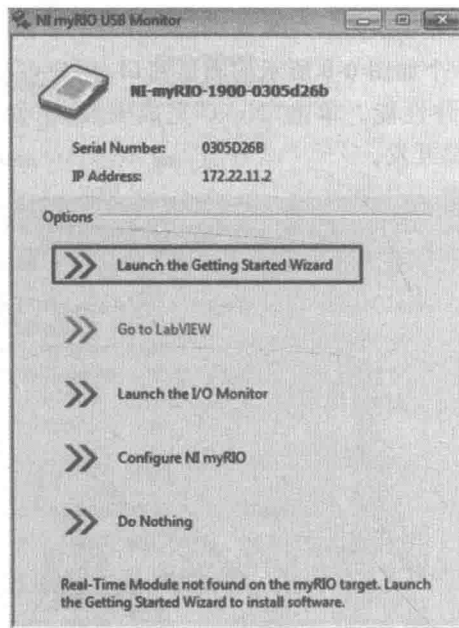 NI myRIO USB Monitor
NI-myRIO-1900-0305d26b
Serial Number: 0305D26B
IP Address: 172.22.11.2
Options
Launch the Getting Started Wizard
Go to LabVIEW
Launch the I/O Monitor
Configure NI myRIO
Do Nothing
Real-Time Module not found on the myRIO target. Launch
the Getting Started Wizard to install software.